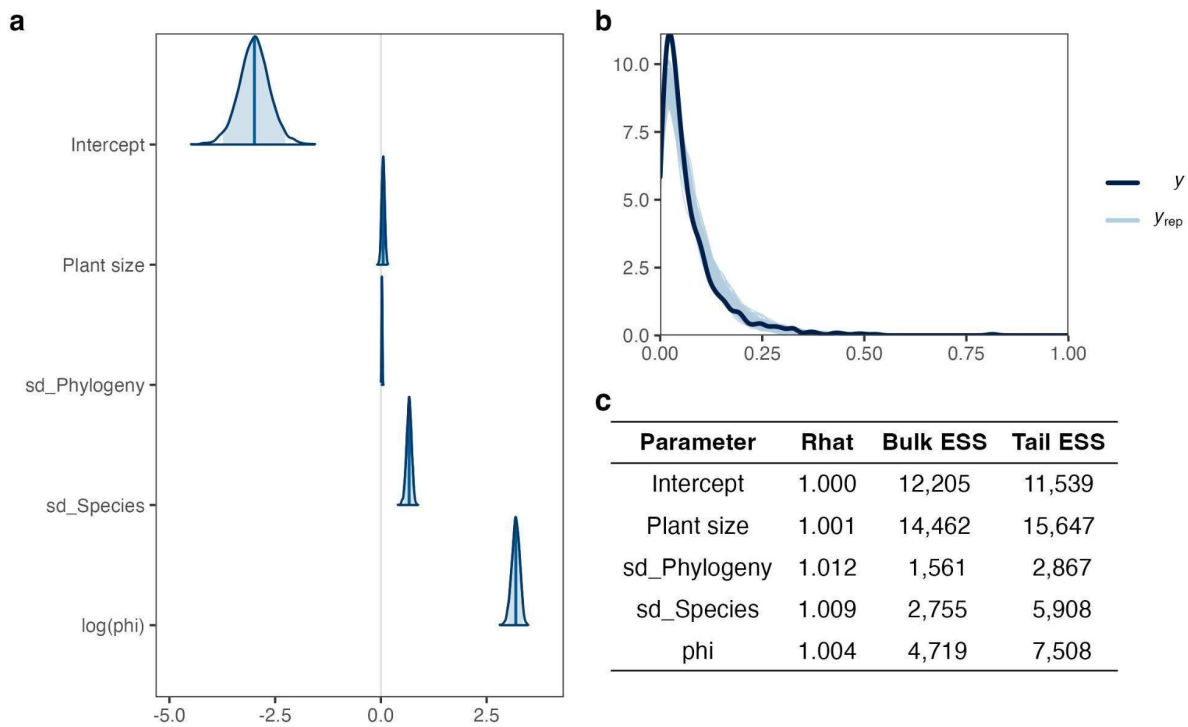 a
Intercept
Plant size
sd_Phylogeny
sd_Species
log(phi)
-5.0 -2.5 0.0 2.5
b
10.0
7.5
5.0
2.5
0.0
0.00 0.25 0.50 0.75 1.00
y
yrep
c
Parameter Rhat Bulk ESS Tail ESS
Intercept 1.000 12,205 11,539
Plant size 1.001 14,462 15,647
sd_Phylogeny 1.012 1,561 2,867
sd_Species 1.009 2,755 5,908
phi 1.004 4,719 7,508